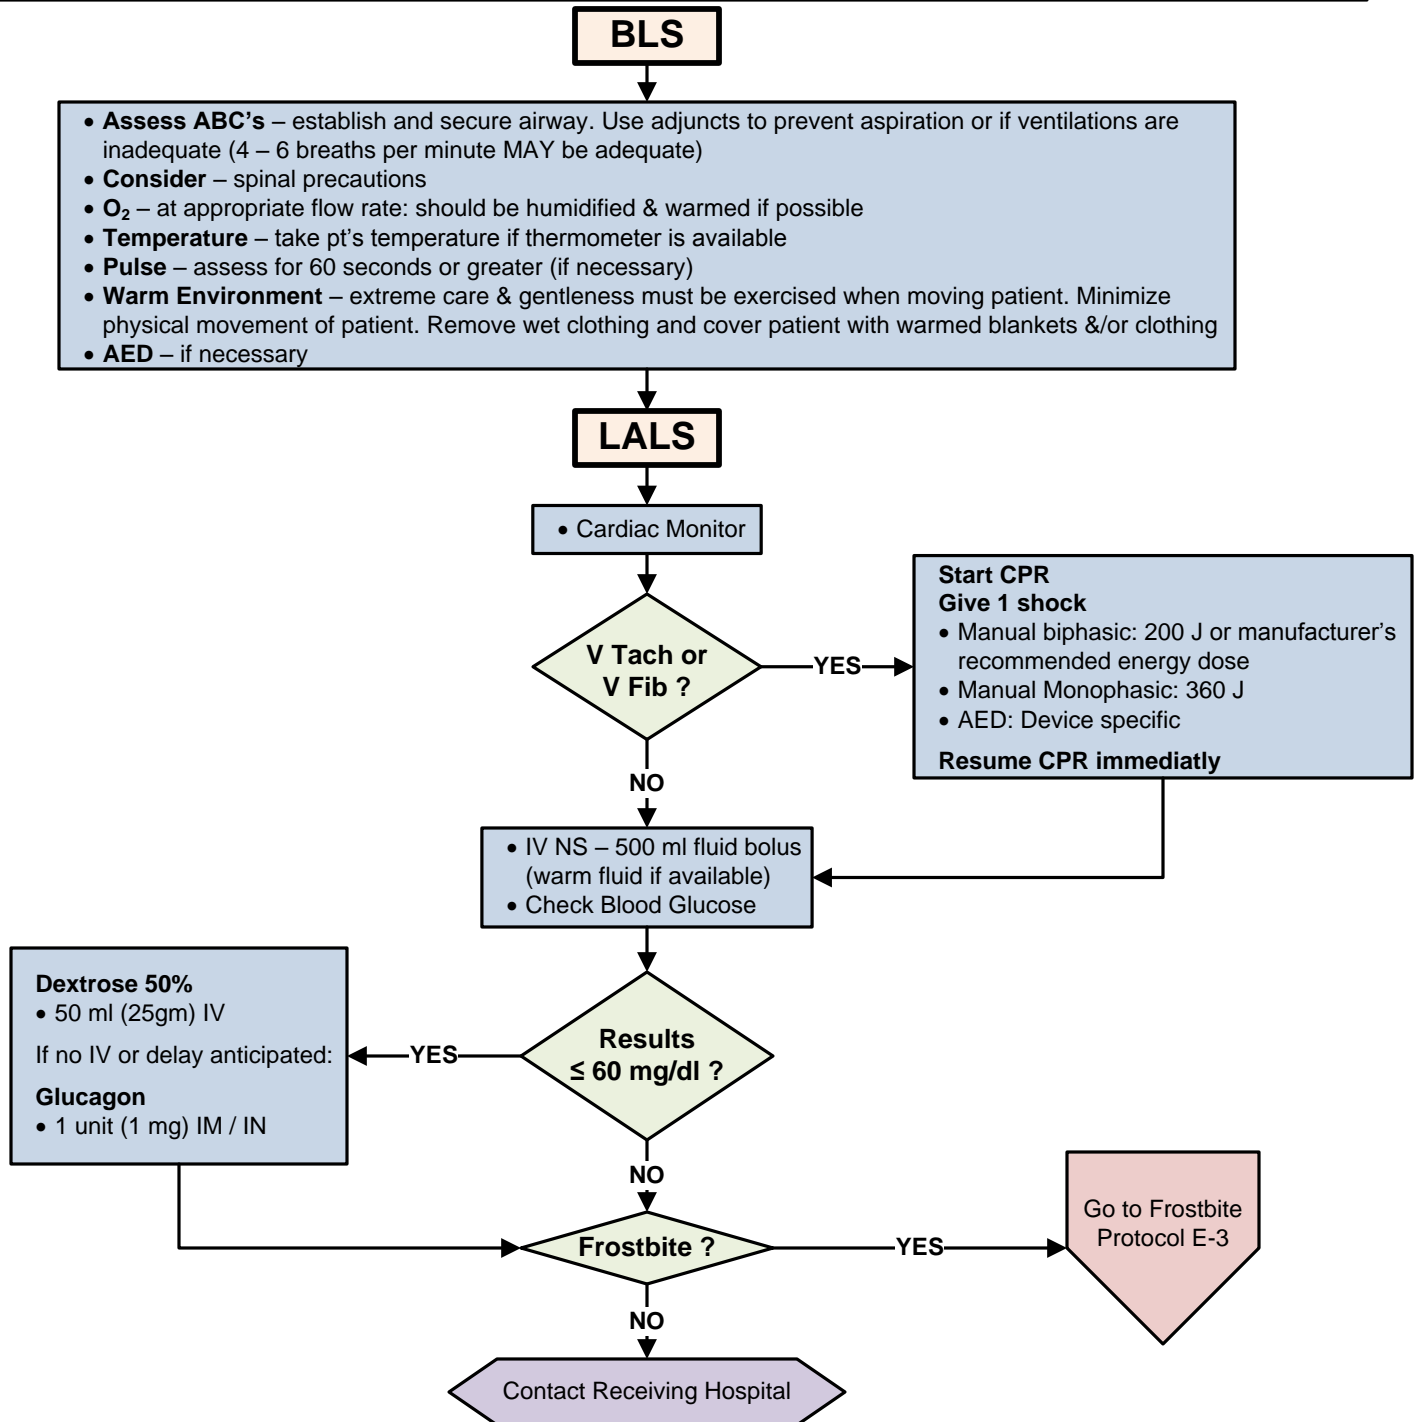 BLS
• Assess ABC's – establish and secure airway. Use adjuncts to prevent aspiration or if ventilations are
inadequate (4 – 6 breaths per minute MAY be adequate)
• Consider – spinal precautions
• O₂ – at appropriate flow rate: should be humidified & warmed if possible
• Temperature – take pt's temperature if thermometer is available
• Pulse – assess for 60 seconds or greater (if necessary)
• Warm Environment – extreme care & gentleness must be exercised when moving patient. Minimize
physical movement of patient. Remove wet clothing and cover patient with warmed blankets &/or clothing
• AED – if necessary
LALS
• Cardiac Monitor
V Tach or
V Fib ?
YES
Start CPR
Give 1 shock
• Manual biphasic: 200 J or manufacturer's
recommended energy dose
• Manual Monophasic: 360 J
• AED: Device specific
Resume CPR immediatly
NO
• IV NS – 500 ml fluid bolus
(warm fluid if available)
• Check Blood Glucose
Results
≤ 60 mg/dl ?
YES
Dextrose 50%
• 50 ml (25gm) IV
If no IV or delay anticipated:
Glucagon
• 1 unit (1 mg) IM / IN
NO
Frostbite ?
YES
Go to Frostbite
Protocol E-3
NO
Contact Receiving Hospital